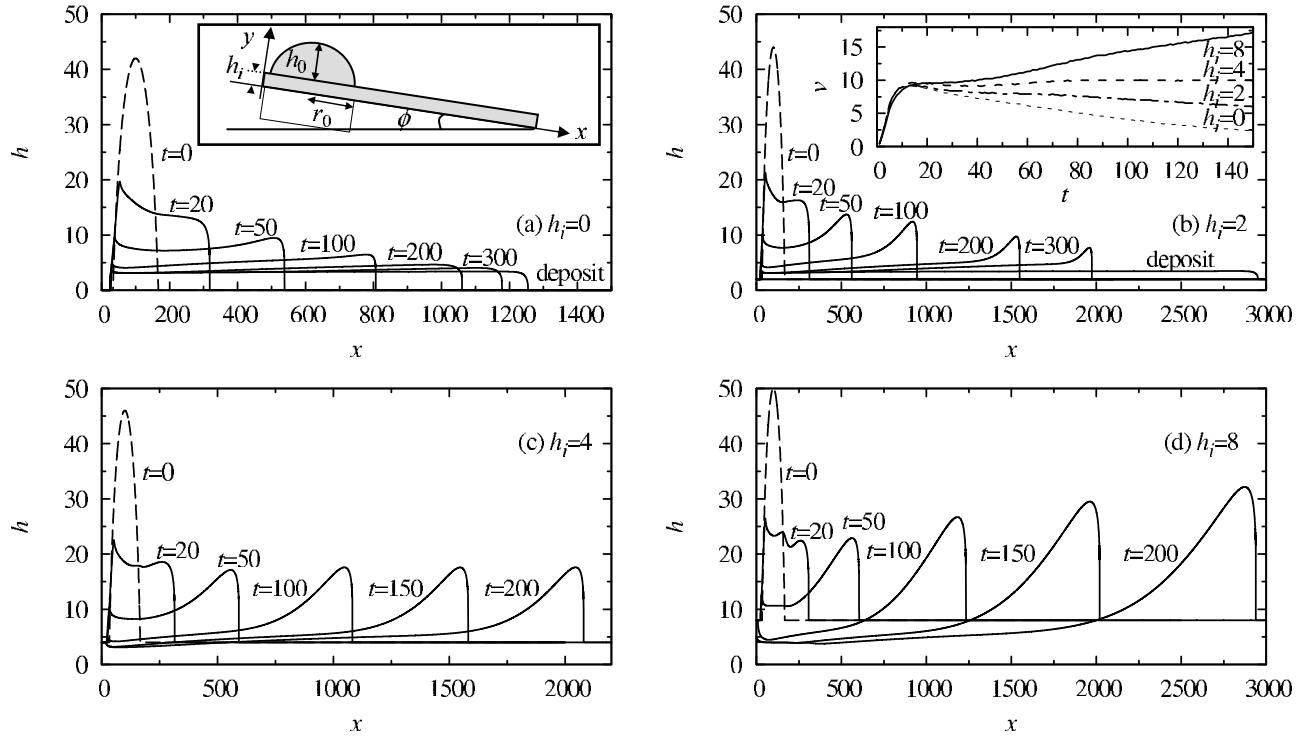 50
40
30
20
10
0
h
0 200 400 600 800 1000 1200 1400
x
y
h_i
h_0
r_0
ϕ
x
t=0
t=20
t=50
t=100
t=200
t=300
deposit
(a) h_i=0
50
40
30
20
10
0
h
0 500 1000 1500 2000 2500 3000
x
15
10
5
0
v
0 20 40 60 80 100 120 140
t
h_i=8
h_i=4
h_i=2
h_i=0
t=0
t=20
t=50
t=100
t=200
t=300
deposit
(b) h_i=2
50
40
30
20
10
0
h
0 500 1000 1500 2000
x
t=0
t=20
t=50
t=100
t=150
t=200
(c) h_i=4
50
40
30
20
10
0
h
0 500 1000 1500 2000 2500 3000
x
t=0
t=20
t=50
t=100
t=150
t=200
(d) h_i=8